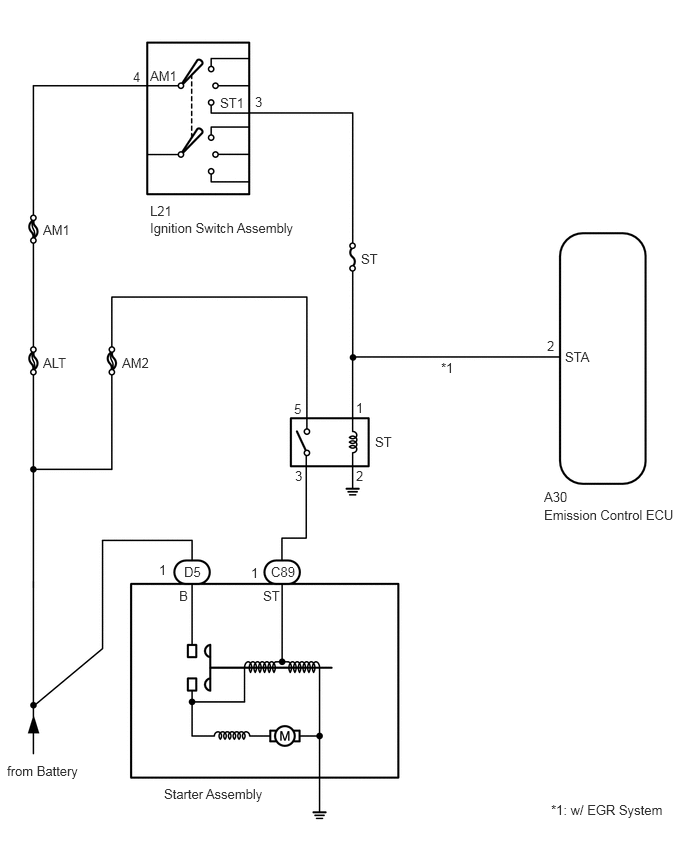 4
AM1
ST1
3
L21
Ignition Switch Assembly
AM1
ST
ALT
AM2
2
STA
*1
5
1
ST
3
2
A30
Emission Control ECU
1
D5
1
C89
B
ST
M
from Battery
Starter Assembly
*1: w/ EGR System